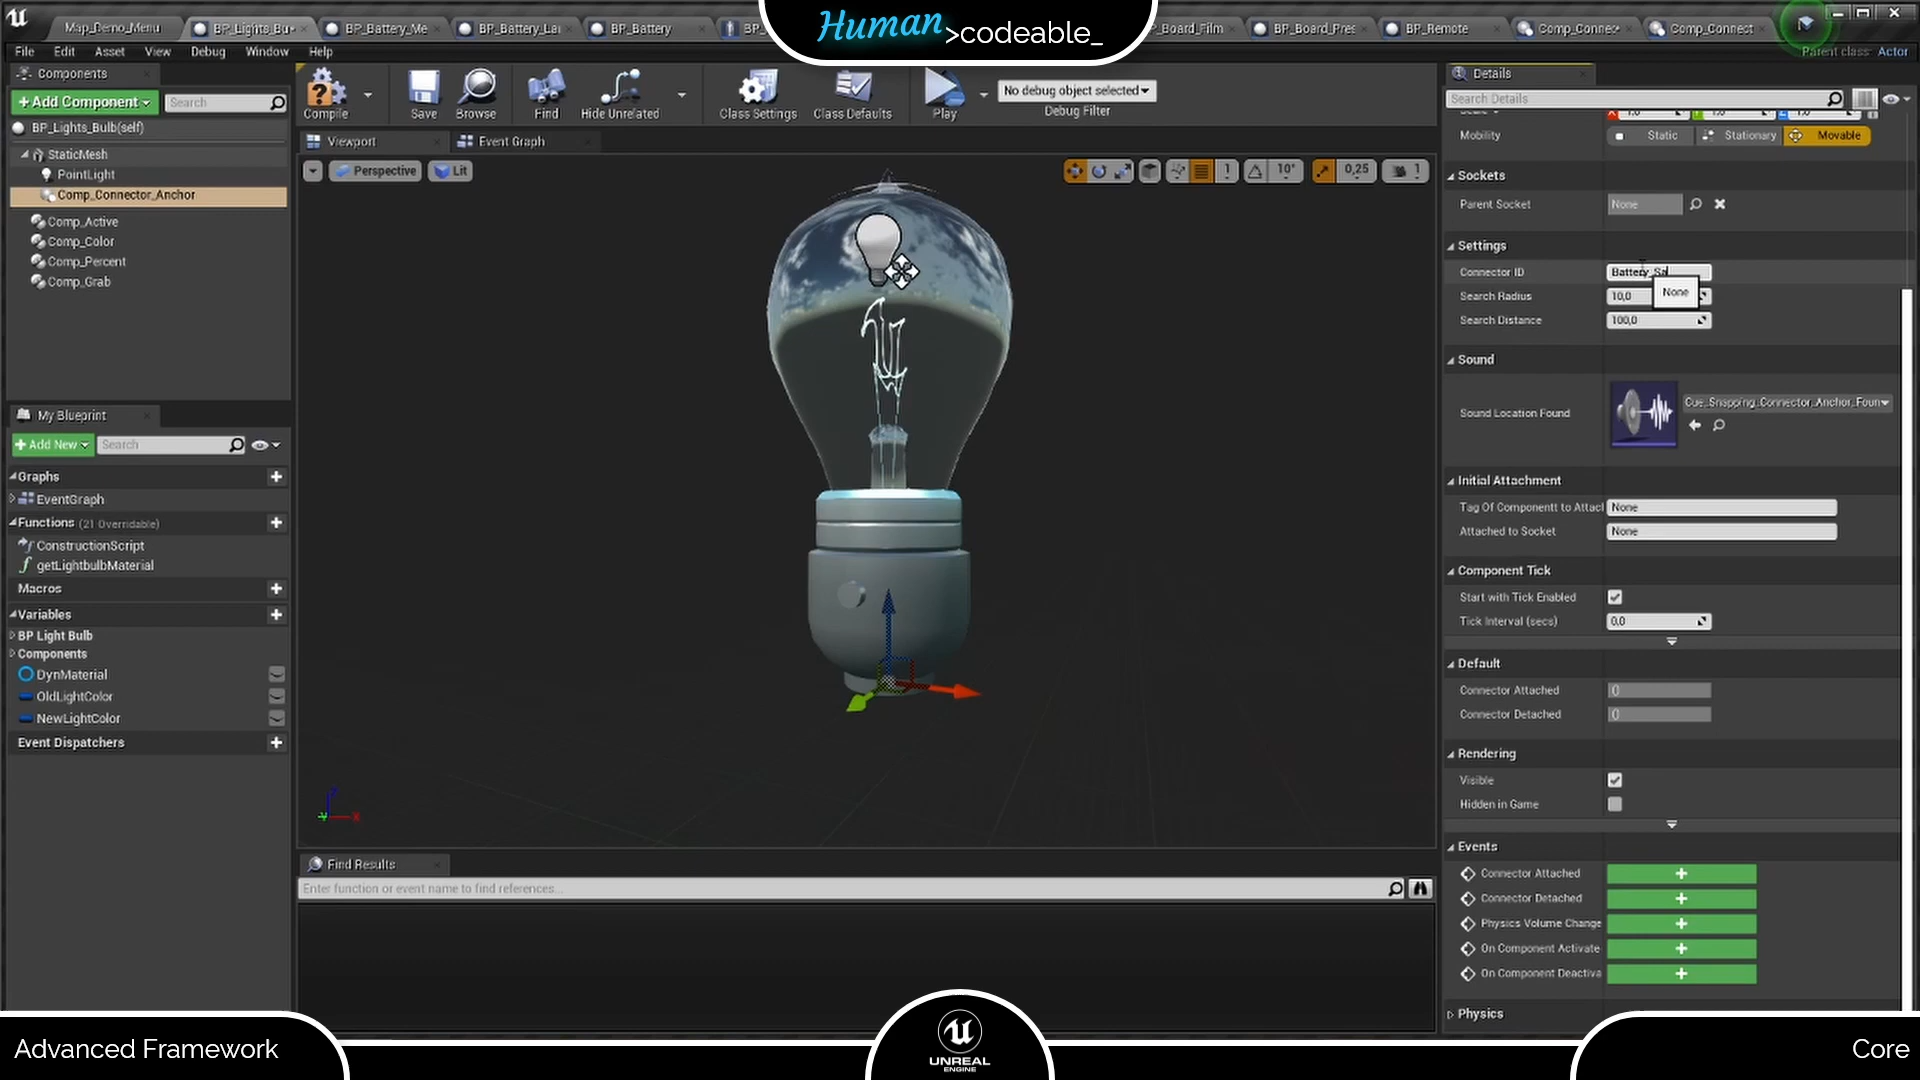 Map_Demo_Menu
BP_Lights_Bu
BP_Battery_Me
BP_Battery_La
BP_Battery
BP_
Human
>codeable_
P_Board_Film
BP_Board_Pres
BP_Remote
Comp_Connec
Comp_Connect
File Edit Asset View Debug Window Help
Parent class: Actor
Components
+Add Component
Search
BP_Lights_Bulb(self)
StaticMesh
PointLight
Comp_Connector_Anchor
Comp_Active
Comp_Color
Comp_Percent
Comp_Grab
My Blueprint
+Add New
Search
Graphs
EventGraph
Functions (21 Overridable)
ConstructionScript
getLightbulbMaterial
Macros
Variables
BP Light Bulb
Components
DynMaterial
OldLightColor
NewLightColor
Event Dispatchers
Compile
Save
Browse
Find
Hide Unrelated
Class Settings
Class Defaults
Play
No debug object selected
Debug Filter
Viewport
Event Graph
Perspective
Lit
1
10°
0,25
1
Find Results
Enter function or event name to find references...
Details
Search Details
Mobility Static Stationary Movable
Sockets
Parent Socket None
Settings
Connector ID Battery_Sa
None
Search Radius 10,0
Search Distance 100,0
Sound
Sound Location Found Cue_Snapping_Connector_Anchor_Foun
Initial Attachment
Tag Of Componentt to Attacl None
Attached to Socket None
Component Tick
Start with Tick Enabled
Tick Interval (secs) 0.0
Default
Connector Attached ()
Connector Detached ()
Rendering
Visible
Hidden in Game
Events
Connector Attached
Connector Detached
Physics Volume Change
On Component Activate
On Component Deactiva
Physics
Advanced Framework
UNREAL
ENGINE
Core